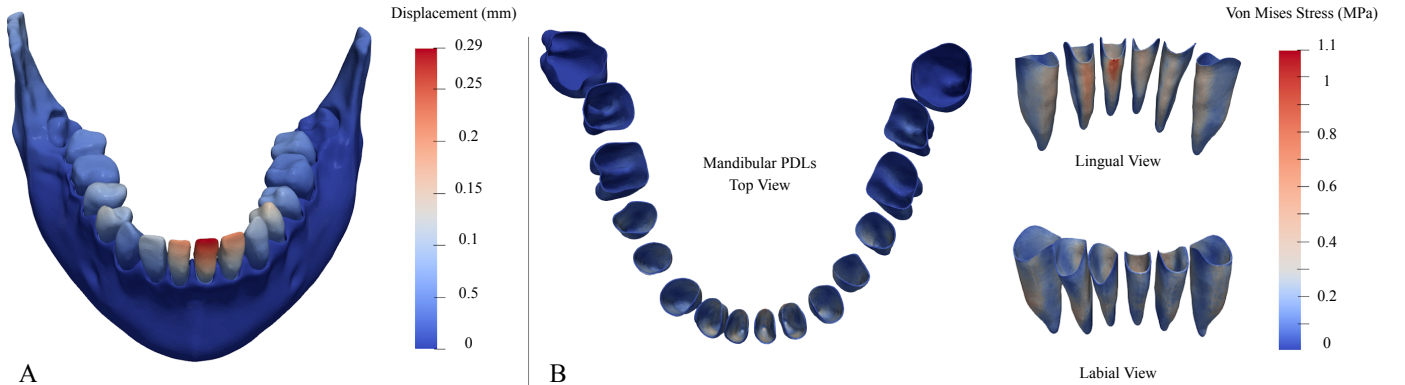 Displacement (mm)
0.29
0.25
0.2
0.15
0.1
0.5
0
A
Mandibular PDLs
Top View
B
Lingual View
Labial View
Von Mises Stress (MPa)
1.1
1
0.8
0.6
0.4
0.2
0